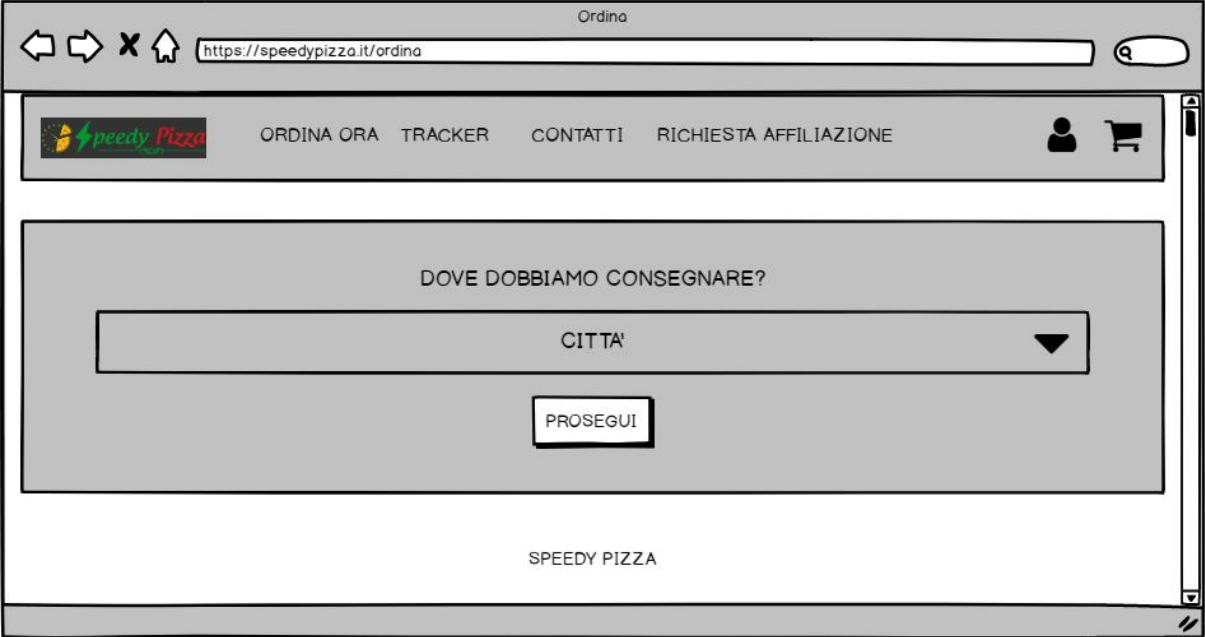 Ordina
https://speedypizza.it/ordina
Speedy Pizza
ORDINA ORA TRACKER CONTATTI RICHIESTA AFFILIAZIONE
DOVE DOBBIAMO CONSEGNARE?
CITTA'
PROSEGUI
SPEEDY PIZZA